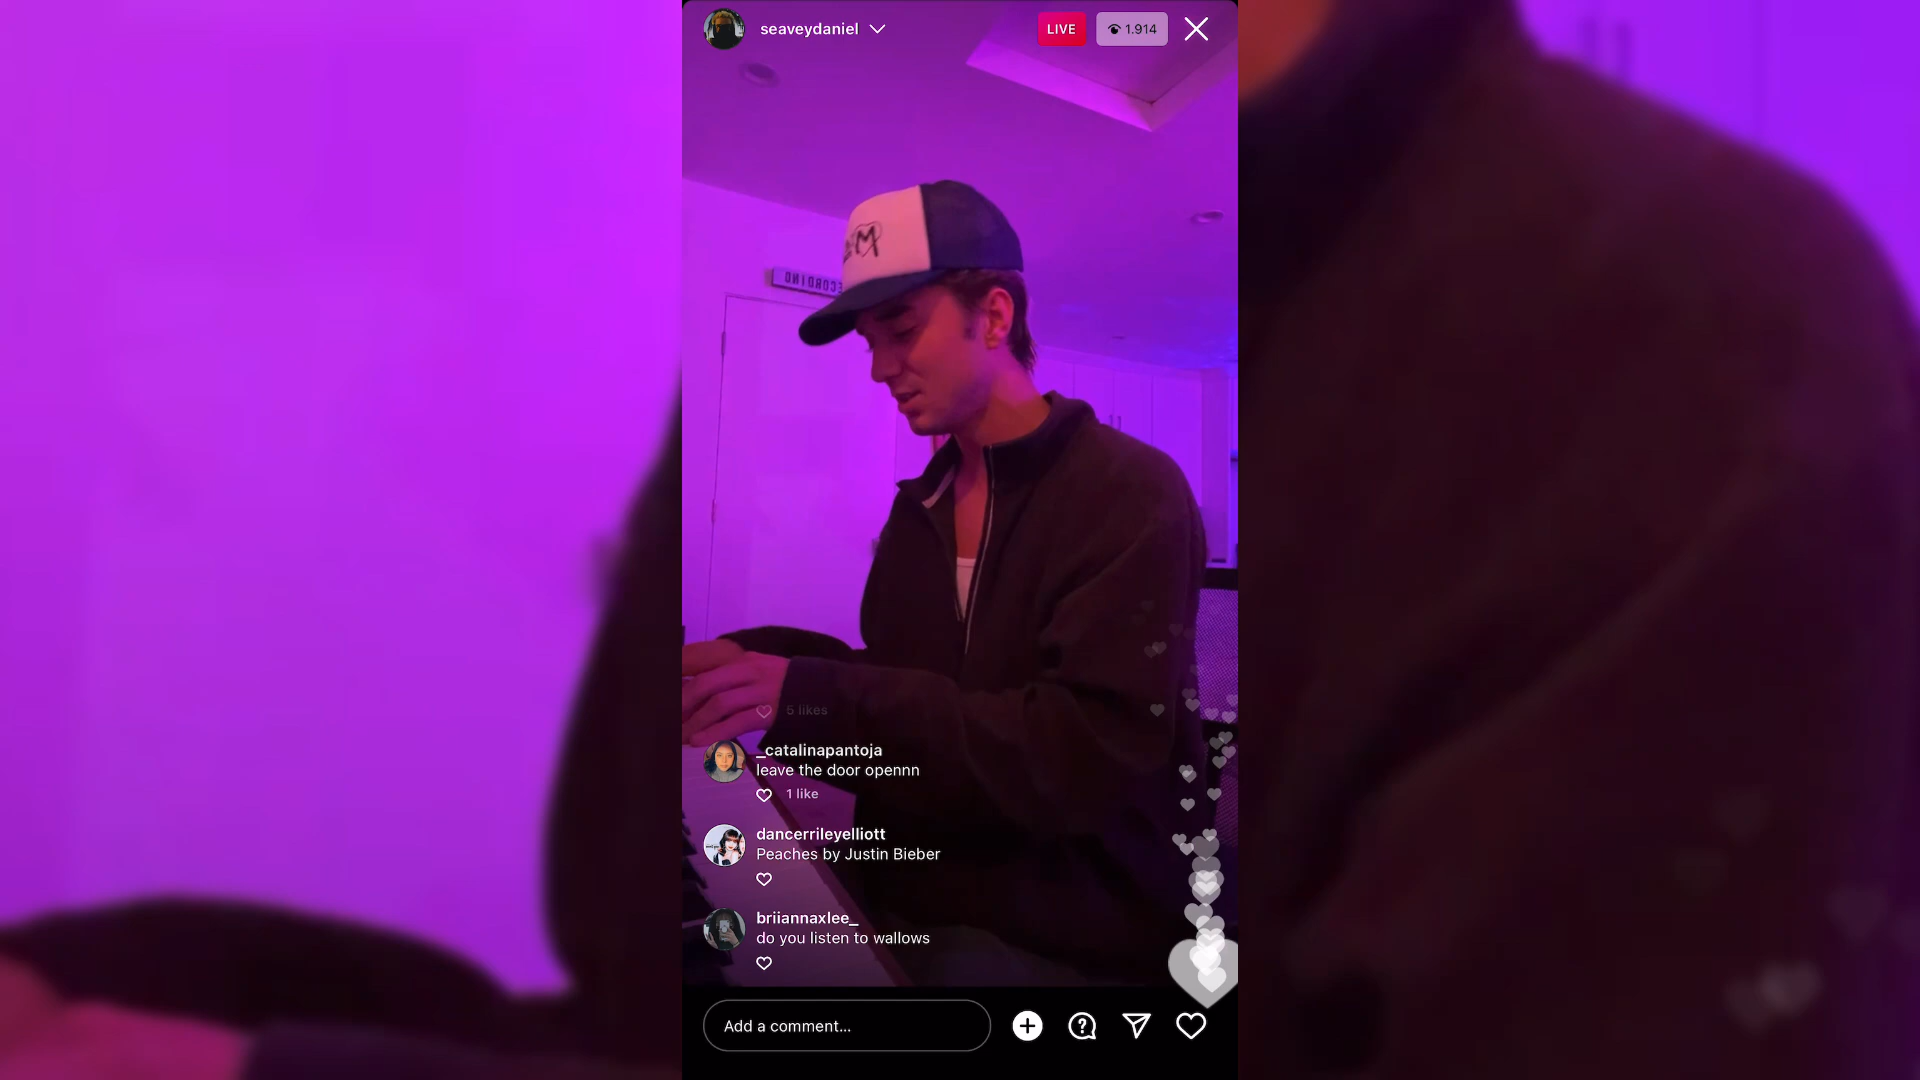 seaveydaniel
LIVE
1.914
M
RECORDING
5 likes
_catalinapantoja
leave the door opennn
1 like
dancerrileyelliott
Peaches by Justin Bieber
briiannaxlee_
do you listen to wallows
Add a comment...